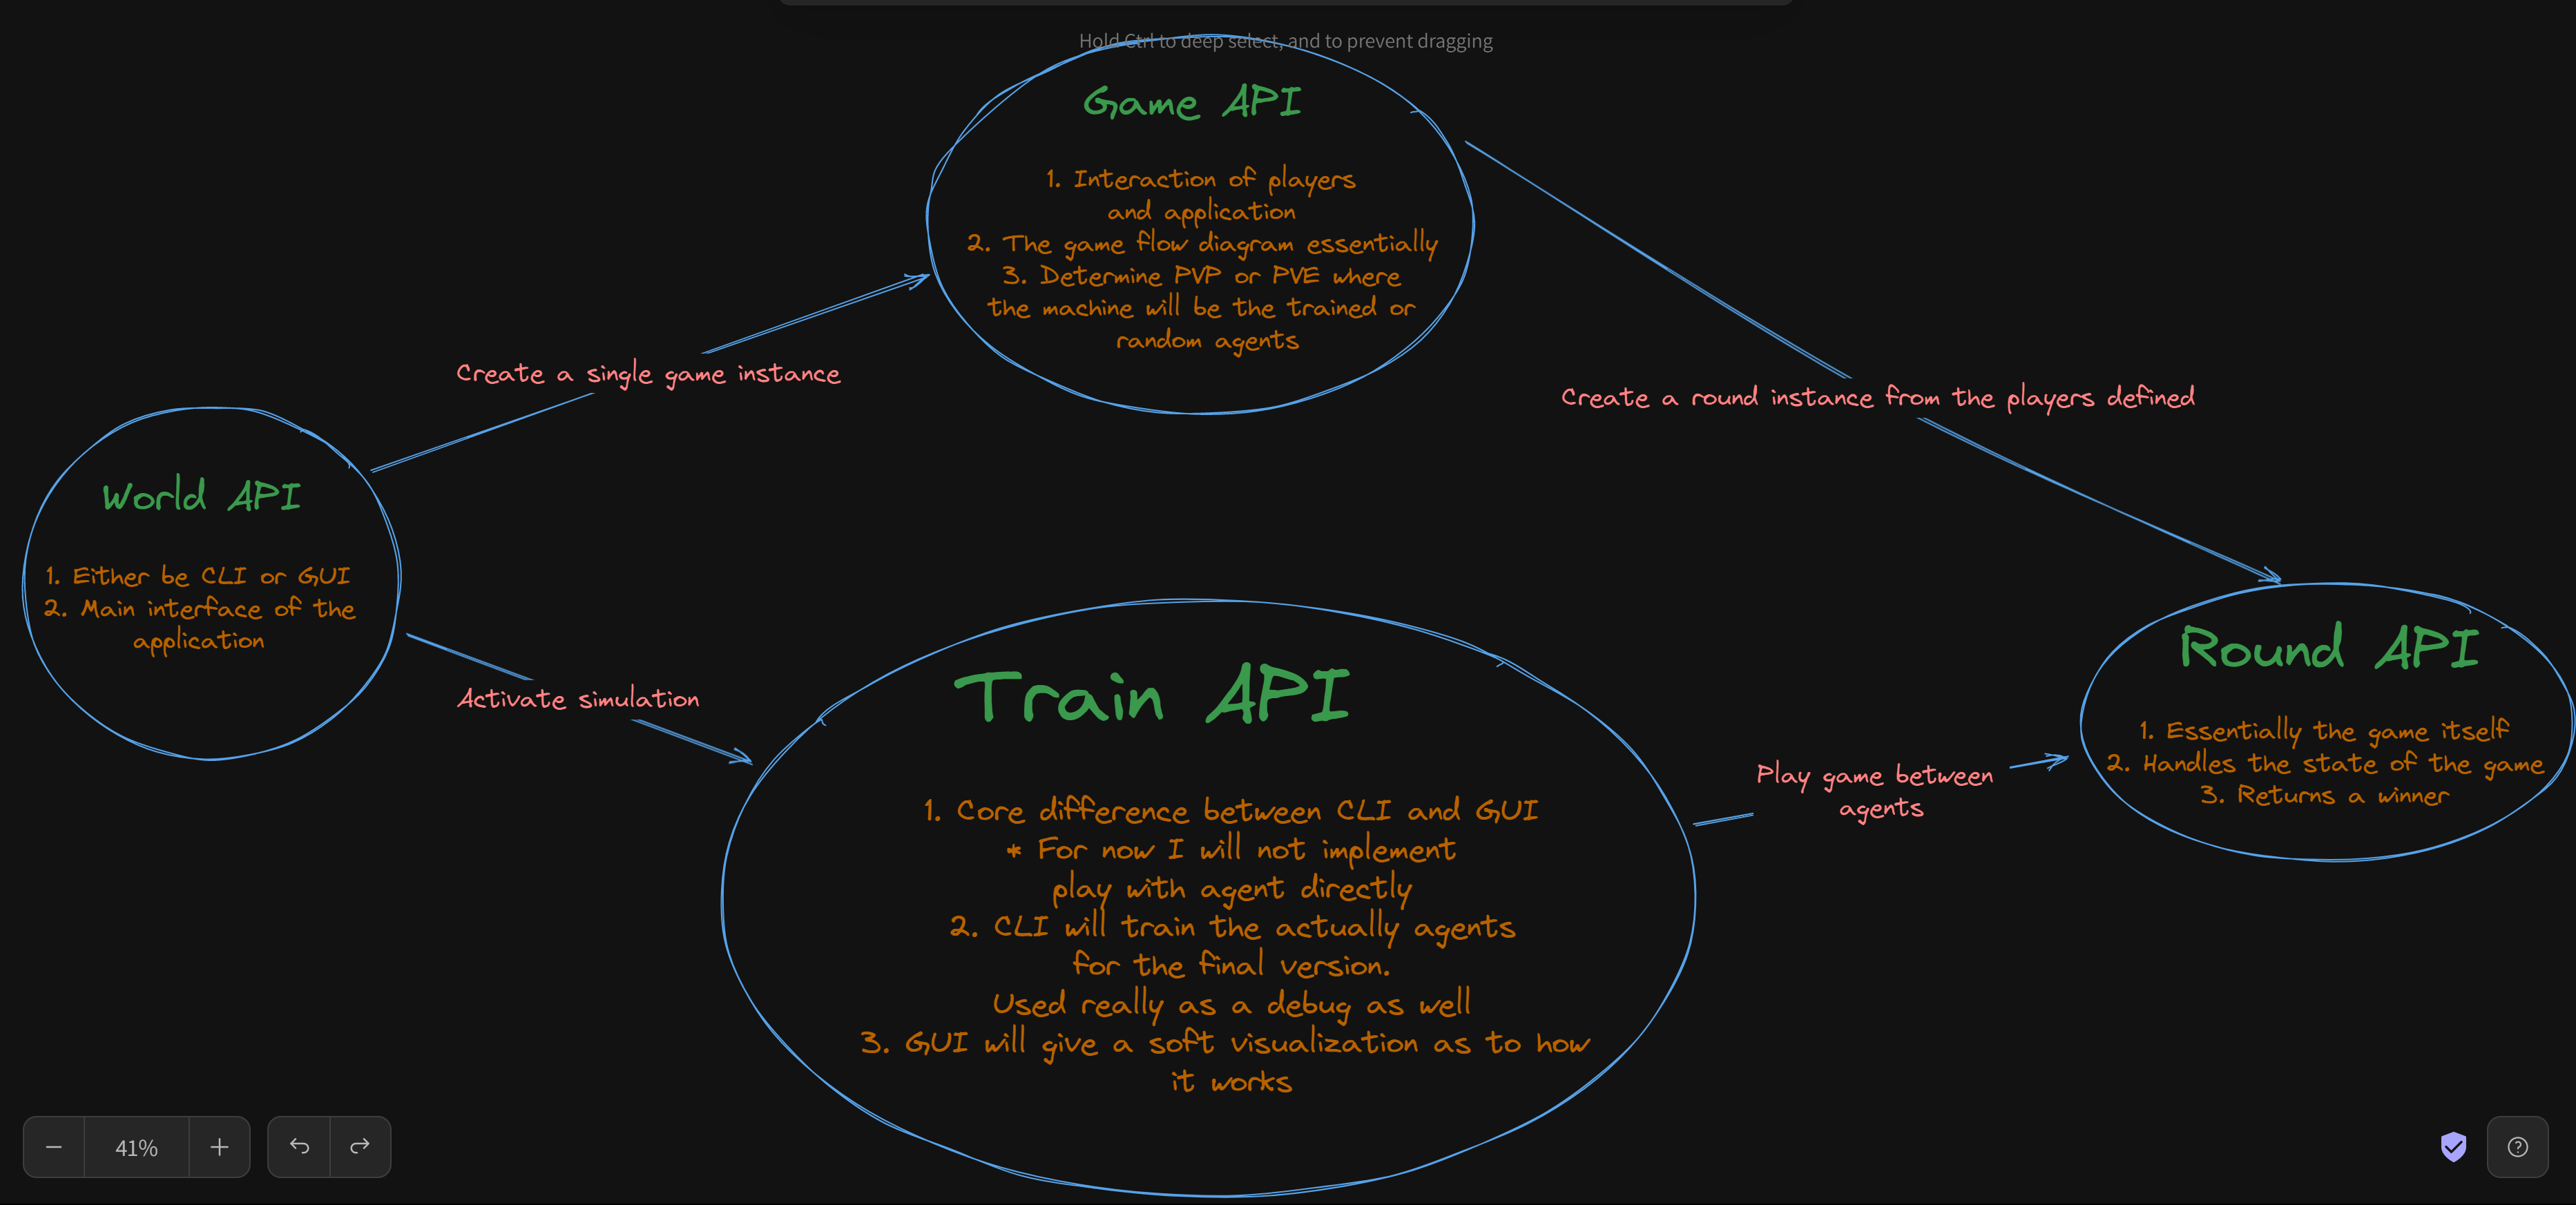 Hold Ctrl to deep select, and to prevent dragging
Game API
1. Interaction of players
and application
2. The game flow diagram essentially
3. Determine PVP or PVE where
the machine will be the trained or
random agents
Create a single game instance
Create a round instance from the players defined
World API
1. Either be CLI or GUI
2. Main interface of the
application
Activate simulation
Train API
1. Core difference between CLI and GUI
* For now I will not implement
play with agent directly
2. CLI will train the actually agents
for the final version.
Used really as a debug as well
3. GUI will give a soft visualization as to how
it works
Play game between
agents
Round API
1. Essentially the game itself
2. Handles the state of the game
3. Returns a winner
41%